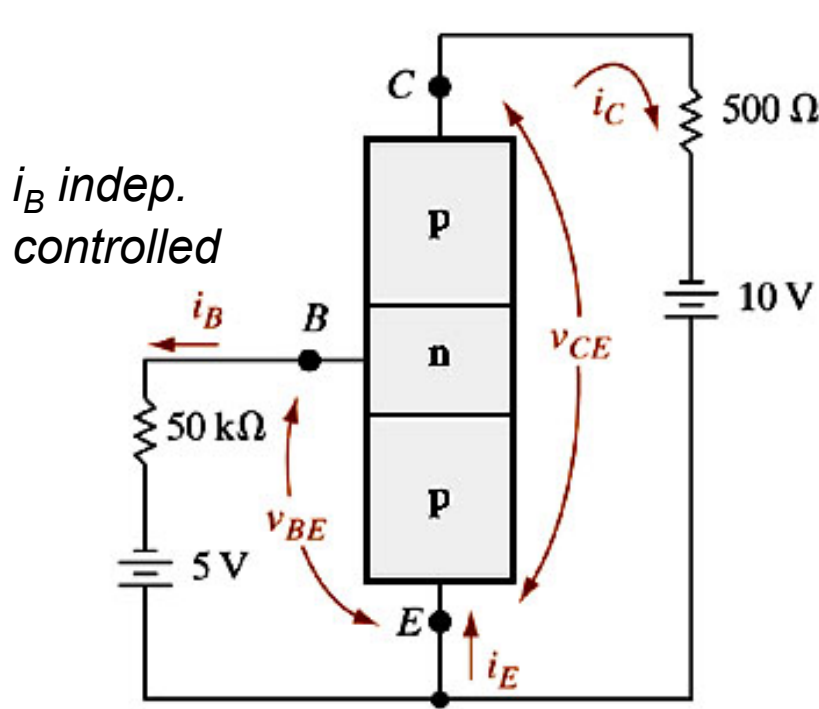 C
i_C
500 Ω
i_B indep.
controlled
p
i_B
B
n
v_CE
10 V
50 kΩ
v_BE
p
5 V
E
i_E